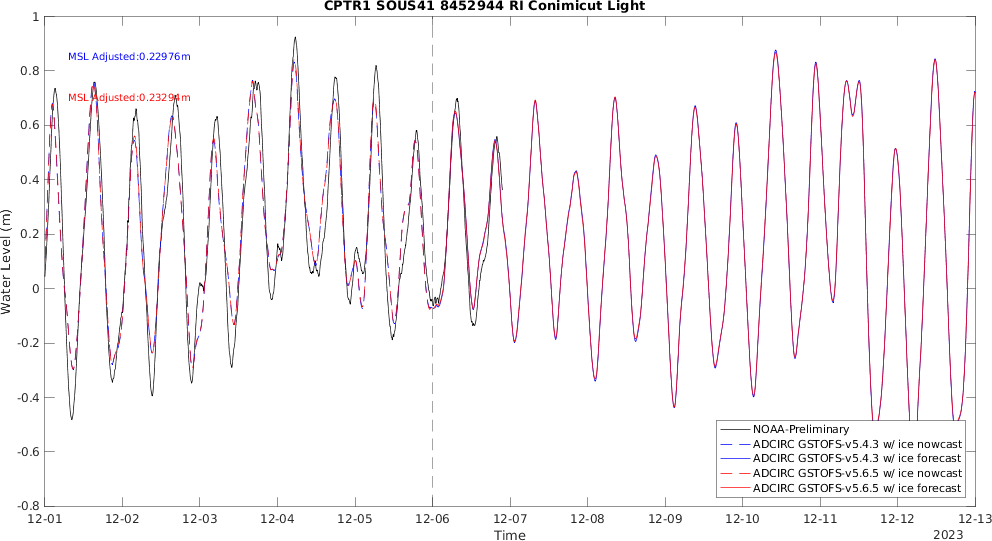 CPTR1 SOUS41 8452944 RI Conimicut Light
1
0.8
0.6
0.4
0.2
0
-0.2
-0.4
-0.6
-0.8
Water Level (m)
MSL Adjusted:0.22976m
MSL Adjusted:0.23294m
NOAA-Preliminary
ADCIRC GSTOFS-v5.4.3 w/ ice nowcast
ADCIRC GSTOFS-v5.4.3 w/ ice forecast
ADCIRC GSTOFS-v5.6.5 w/ ice nowcast
ADCIRC GSTOFS-v5.6.5 w/ ice forecast
12-01 12-02 12-03 12-04 12-05 12-06 12-07 12-08 12-09 12-10 12-11 12-12 12-13
Time
2023